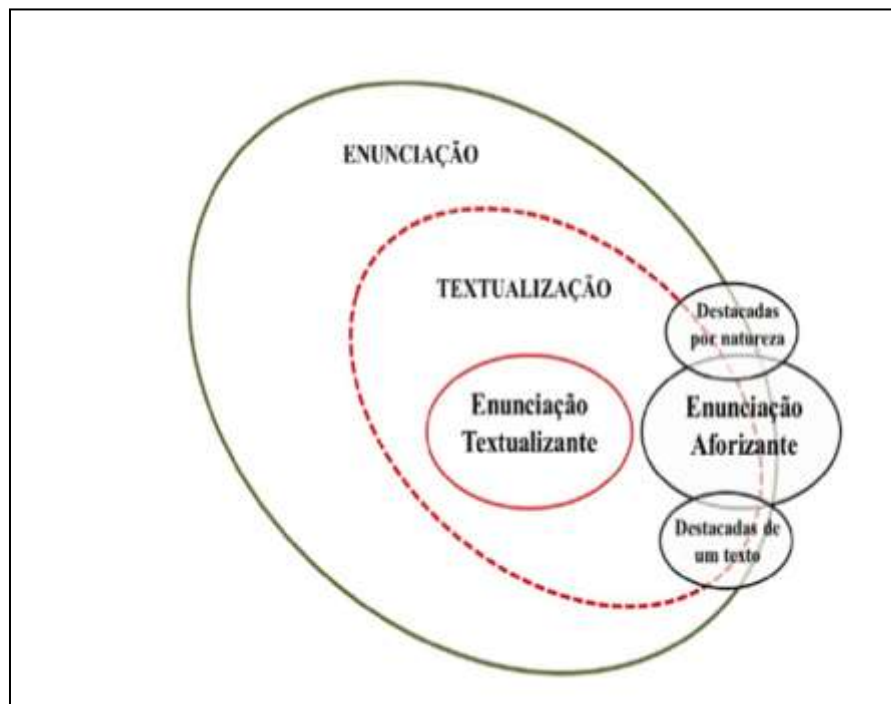 ENUNCIAÇÃO
TEXTUALIZAÇÃO
Destacadas
por natureza
Enunciação
Textualizante
Enunciação
Aforizante
Destacadas de
um texto